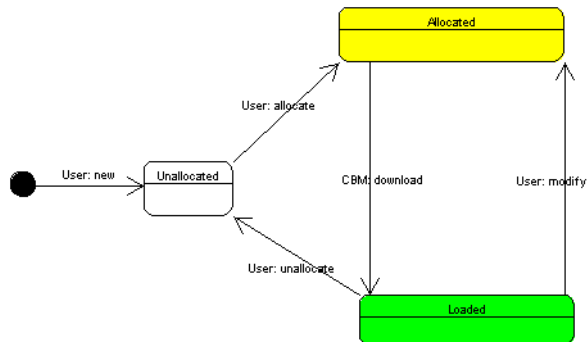 Allocated
User: allocate
User: new
Unallocated
CBM: download
User: modify
User: unallocate
Loaded